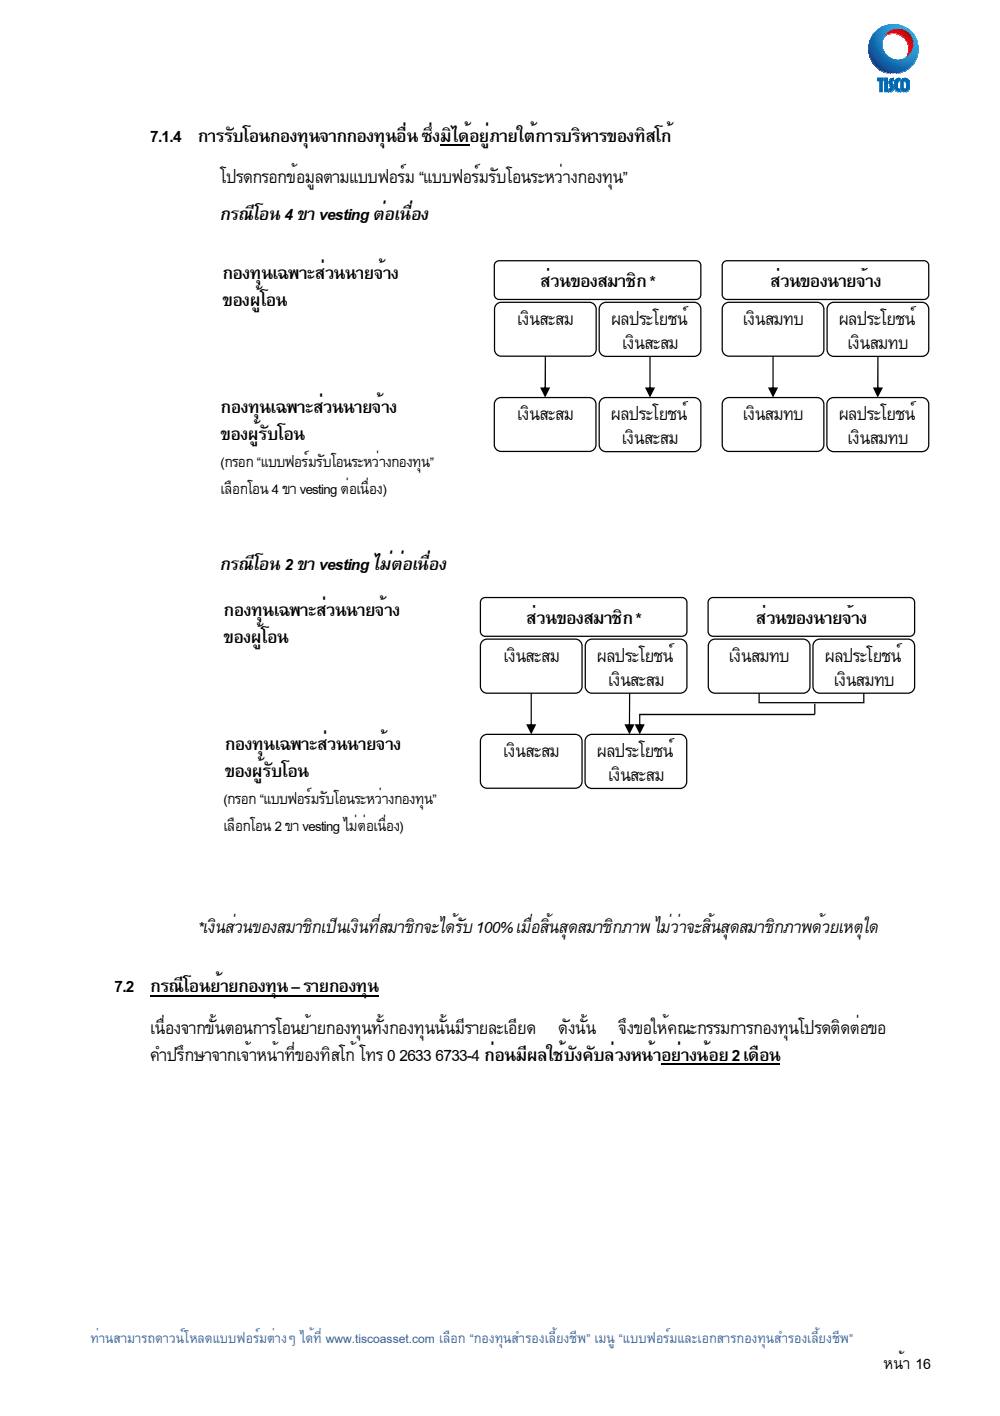 TISCO
7.1.4 การรับโอนกองทุนจากกองทุนอื่น ซึ่งมิได้อยู่ภายใต้การบริหารของทิสโก้
โปรดกรอกข้อมูลตามแบบฟอร์ม “แบบฟอร์มรับโอนระหว่างกองทุน”
กรณีโอน 4 ขา vesting ต่อเนื่อง
กองทุนเฉพาะส่วนนายจ้าง
ของผู้โอน
ส่วนของสมาชิก *
ส่วนของนายจ้าง
เงินสะสม
ผลประโยชน์
เงินสะสม
เงินสมทบ
ผลประโยชน์
เงินสมทบ
กองทุนเฉพาะส่วนนายจ้าง
ของผู้รับโอน
(กรอก “แบบฟอร์มรับโอนระหว่างกองทุน”
เลือกโอน 4 ขา vesting ต่อเนื่อง)
เงินสะสม
ผลประโยชน์
เงินสะสม
เงินสมทบ
ผลประโยชน์
เงินสมทบ
กรณีโอน 2 ขา vesting ไม่ต่อเนื่อง
กองทุนเฉพาะส่วนนายจ้าง
ของผู้โอน
ส่วนของสมาชิก *
ส่วนของนายจ้าง
เงินสะสม
ผลประโยชน์
เงินสะสม
เงินสมทบ
ผลประโยชน์
เงินสมทบ
กองทุนเฉพาะส่วนนายจ้าง
ของผู้รับโอน
(กรอก “แบบฟอร์มรับโอนระหว่างกองทุน”
เลือกโอน 2 ขา vesting ไม่ต่อเนื่อง)
เงินสะสม
ผลประโยชน์
เงินสะสม
*เงินส่วนของสมาชิกเป็นเงินที่สมาชิกจะได้รับ 100% เมื่อสิ้นสุดสมาชิกภาพ ไม่ว่าจะสิ้นสุดสมาชิกภาพด้วยเหตุใด
7.2 กรณีโอนย้ายกองทุน – รายกองทุน
เนื่องจากขั้นตอนการโอนย้ายกองทุนทั้งกองทุนนั้นมีรายละเอียด ดังนั้น จึงขอให้คณะกรรมการกองทุนโปรดติดต่อขอ
คำปรึกษาจากเจ้าหน้าที่ของทิสโก้ โทร 0 2633 6733-4 ก่อนมีผลใช้บังคับล่วงหน้าอย่างน้อย 2 เดือน
ท่านสามารถดาวน์โหลดแบบฟอร์มต่างๆ ได้ที่ www.tiscoasset.com เลือก “กองทุนสำรองเลี้ยงชีพ” เมนู “แบบฟอร์มและเอกสารกองทุนสำรองเลี้ยงชีพ”
หน้า 16